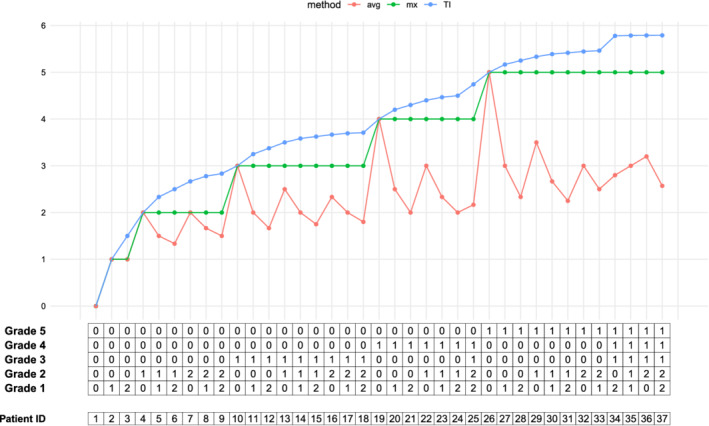 method avg mx TI
6
5
4
3
2
1
0
Grade 5 0 0 0 0 0 0 0 0 0 0 0 0 0 0 0 0 0 0 0 0 0 0 0 0 0 1 1 1 1 1 1 1 1 1 1 1 1
Grade 4 0 0 0 0 0 0 0 0 0 0 0 0 0 0 0 0 0 0 1 1 1 1 1 1 1 0 0 0 0 0 0 0 0 1 1 1 1
Grade 3 0 0 0 0 0 0 0 0 0 1 1 1 1 1 1 1 1 1 0 0 0 0 0 0 1 0 0 0 0 0 0 0 0 1 1 1 1
Grade 2 0 0 0 1 1 1 2 2 2 0 0 0 1 1 1 2 2 2 0 0 0 1 1 1 2 0 0 0 1 1 1 2 2 2 1 2 2
Grade 1 0 1 2 0 1 2 0 1 2 0 1 2 0 1 2 0 1 2 0 1 2 0 1 2 2 0 1 2 0 1 2 0 1 1 1 0 2
Patient ID 1 2 3 4 5 6 7 8 9 10 11 12 13 14 15 16 17 18 19 20 21 22 23 24 25 26 27 28 29 30 31 32 33 34 35 36 37